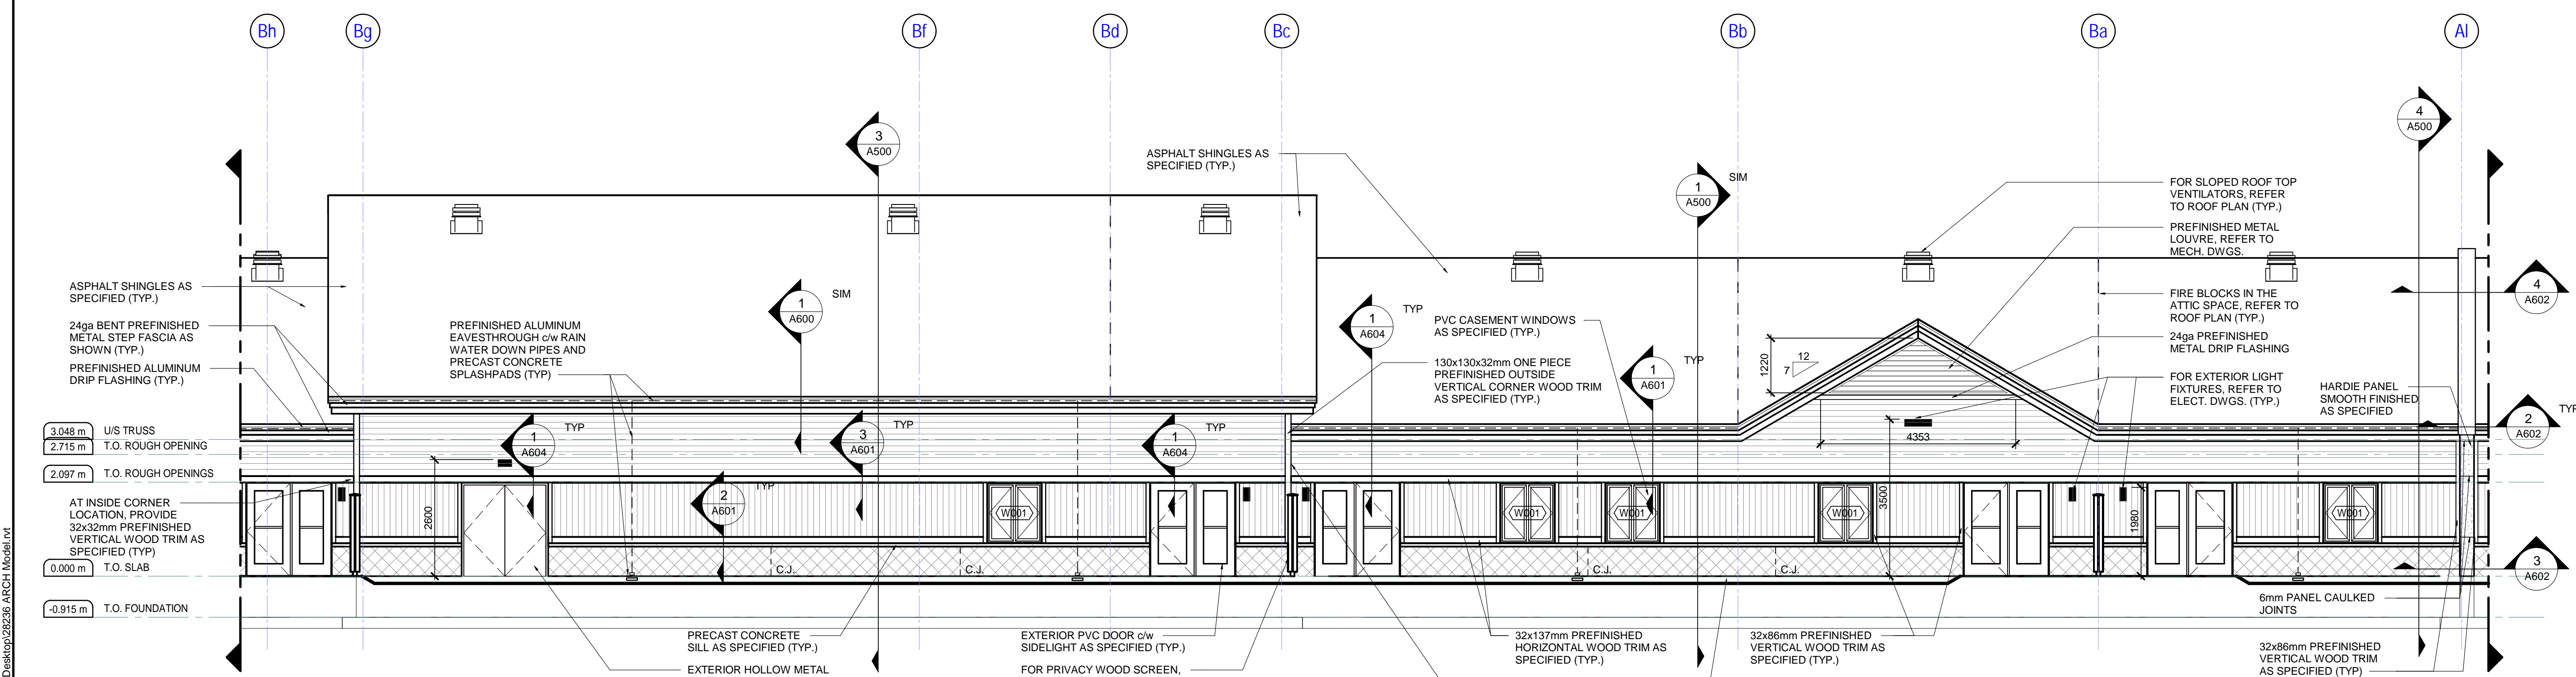 Bh
Bg
Bf
Bd
Bc
Bb
Ba
Al
3
A500
4
A500
ASPHALT SHINGLES AS
SPECIFIED (TYP.)
1
A500
SIM
FOR SLOPED ROOF TOP
VENTILATORS, REFER
TO ROOF PLAN (TYP.)
PREFINISHED METAL
LOUVRE, REFER TO
MECH. DWGS.
ASPHALT SHINGLES AS
SPECIFIED (TYP.)
1
A600
SIM
4
A602
FIRE BLOCKS IN THE
ATTIC SPACE, REFER TO
ROOF PLAN (TYP.)
24ga BENT PREFINISHED
METAL STEP FASCIA AS
SHOWN (TYP.)
PREFINISHED ALUMINUM
EAVESTHROUGH c/w RAIN
WATER DOWN PIPES AND
PRECAST CONCRETE
SPLASHPADS (TYP)
1
A604
TYP
PVC CASEMENT WINDOWS
AS SPECIFIED (TYP.)
24ga PREFINISHED
METAL DRIP FLASHING
PREFINISHED ALUMINUM
DRIP FLASHING (TYP.)
130x130x32mm ONE PIECE
PREFINISHED OUTSIDE
VERTICAL CORNER WOOD TRIM
AS SPECIFIED (TYP.)
1
A601
TYP
1220
12
7
FOR EXTERIOR LIGHT
FIXTURES, REFER TO
ELECT. DWGS. (TYP.)
HARDIE PANEL
SMOOTH FINISHED
AS SPECIFIED
2
A602
TYP
3.048 m
U/S TRUSS
2.715 m
T.O. ROUGH OPENING
2.097 m
T.O. ROUGH OPENINGS
1
A604
TYP
3
A601
TYP
1
A604
TYP
4353
2
A601
TYP
AT INSIDE CORNER
LOCATION, PROVIDE
32x32mm PREFINISHED
VERTICAL WOOD TRIM AS
SPECIFIED (TYP)
2600
W001
W001
W001
W001
3500
1980
W001
0.000 m
T.O. SLAB
C.J.
C.J.
C.J.
C.J.
3
A602
-0.915 m
T.O. FOUNDATION
6mm PANEL CAULKED
JOINTS
PRECAST CONCRETE
SILL AS SPECIFIED (TYP.)
EXTERIOR PVC DOOR c/w
SIDELIGHT AS SPECIFIED (TYP.)
32x137mm PREFINISHED
HORIZONTAL WOOD TRIM AS
SPECIFIED (TYP.)
32x86mm PREFINISHED
VERTICAL WOOD TRIM AS
SPECIFIED (TYP.)
32x86mm PREFINISHED
VERTICAL WOOD TRIM
AS SPECIFIED (TYP)
EXTERIOR HOLLOW METAL
FOR PRIVACY WOOD SCREEN,
Desktop\28236 ARCH Model.rvt